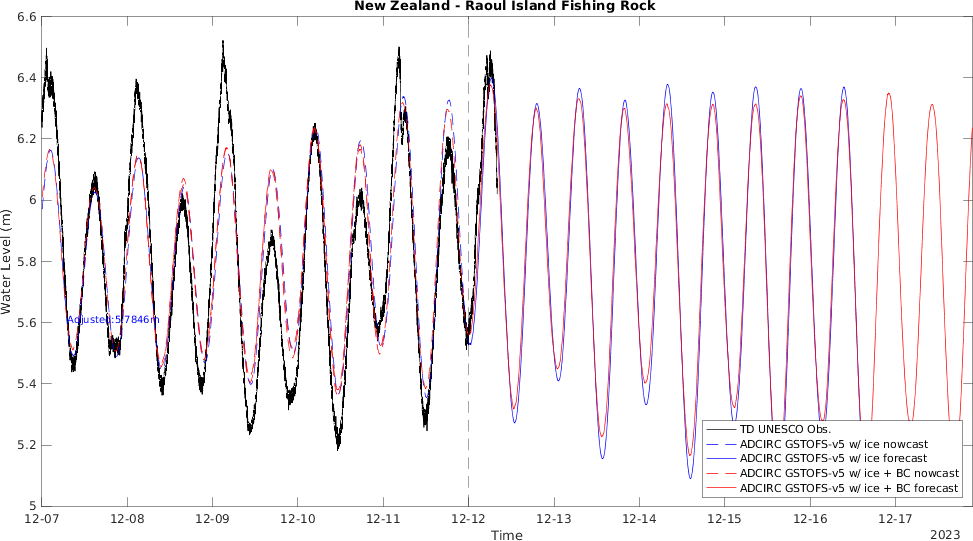 New Zealand - Raoul Island Fishing Rock
6.6
6.4
6.2
6
5.8
5.6
5.4
5.2
5
Water Level (m)
Adjusted:5.7846m
TD UNESCO Obs.
ADCIRC GSTOFS-v5 w/ ice nowcast
ADCIRC GSTOFS-v5 w/ ice forecast
ADCIRC GSTOFS-v5 w/ ice + BC nowcast
ADCIRC GSTOFS-v5 w/ ice + BC forecast
12-07 12-08 12-09 12-10 12-11 12-12 12-13 12-14 12-15 12-16 12-17
Time
2023